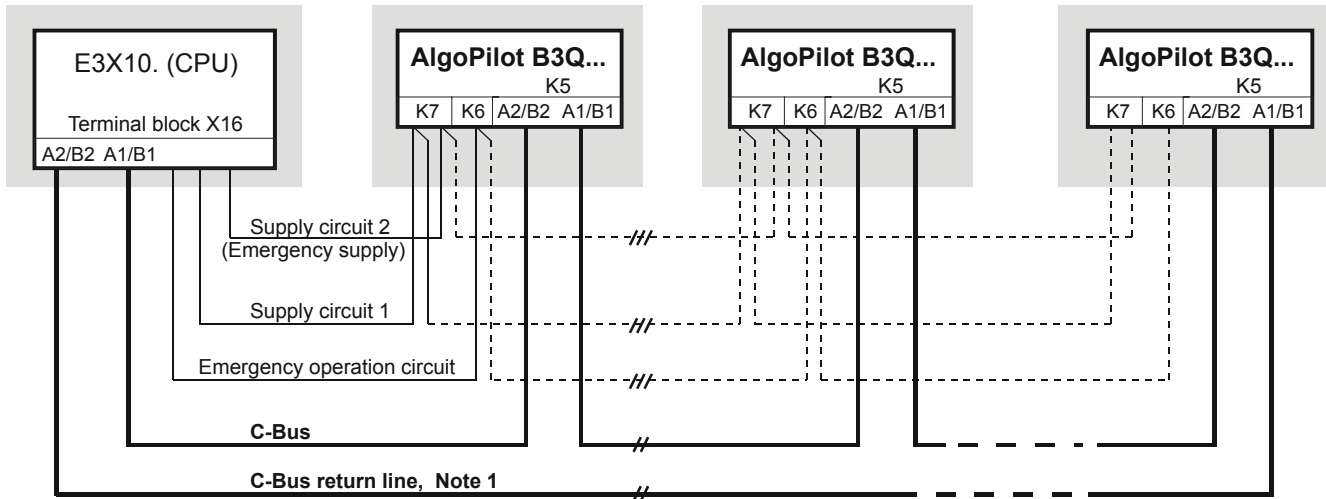 E3X10. (CPU)
Terminal block X16
A2/B2 A1/B1
AlgoPilot B3Q...
K5
K7 K6 A2/B2 A1/B1
AlgoPilot B3Q...
K5
K7 K6 A2/B2 A1/B1
AlgoPilot B3Q...
K5
K7 K6 A2/B2 A1/B1
Supply circuit 2
(Emergency supply)
Supply circuit 1
Emergency operation circuit
C-Bus
C-Bus return line, Note 1